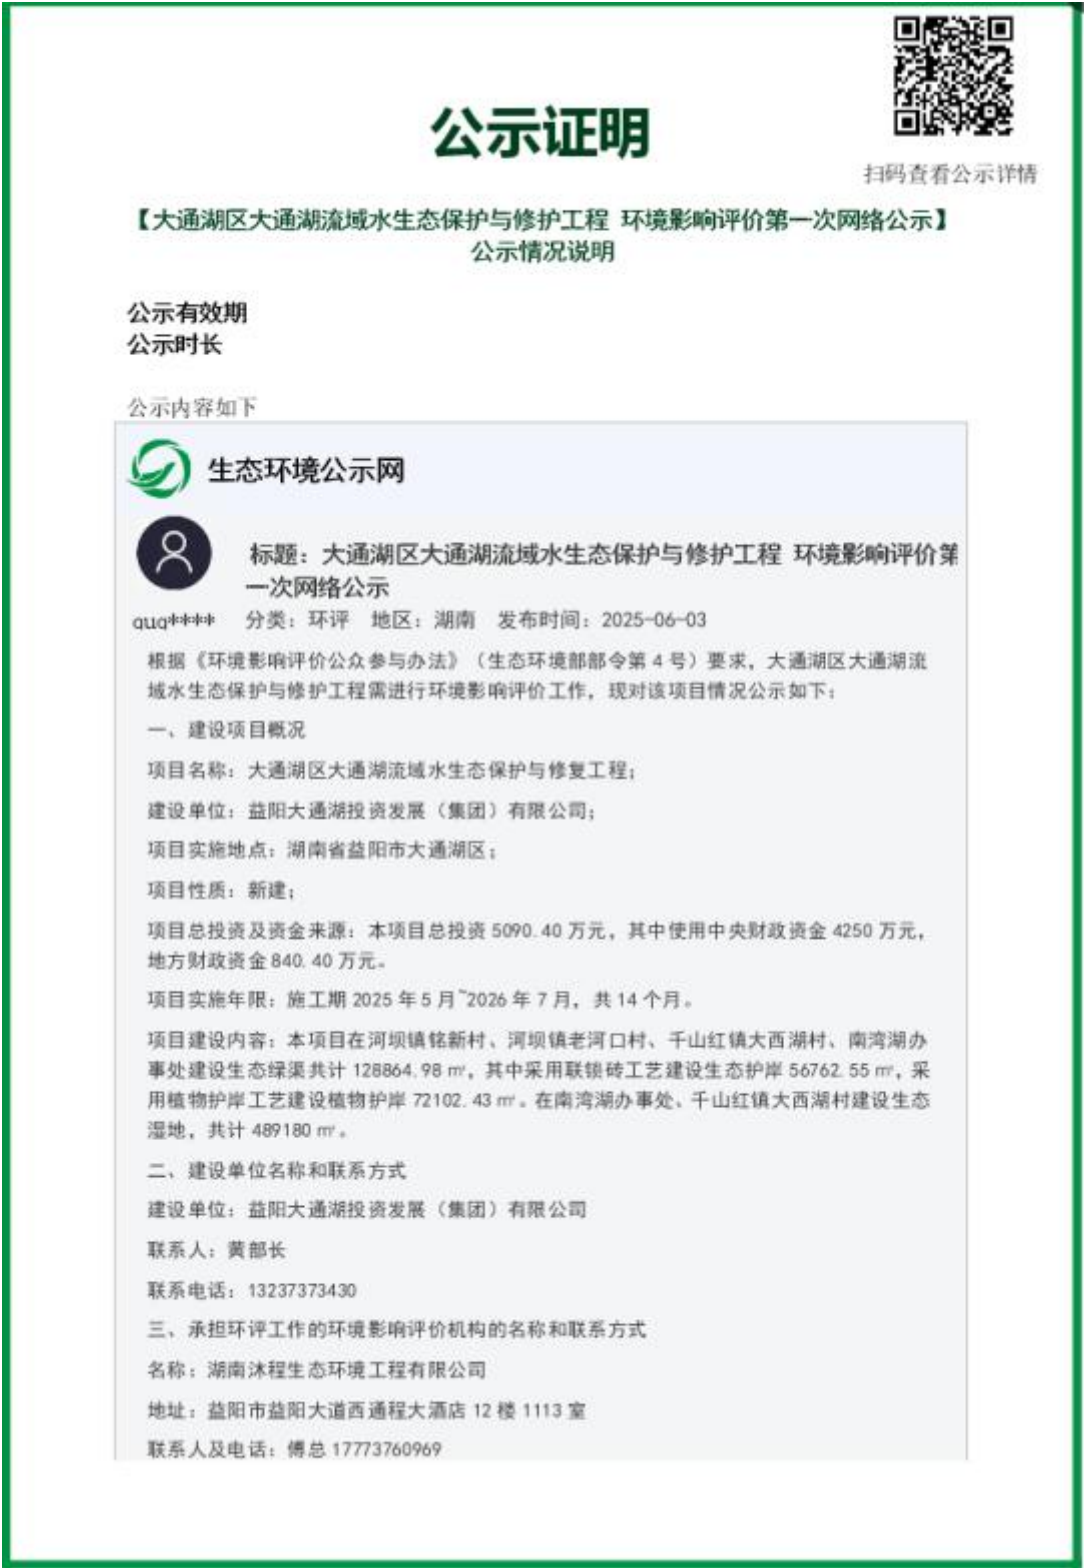 公示证明
扫码查看公示详情
【大通湖区大通湖流域水生态保护与修护工程 环境影响评价第一次网络公示】
公示情况说明
公示有效期
公示时长
公示内容如下
生态环境公示网
标题：大通湖区大通湖流域水生态保护与修护工程 环境影响评价第
一次网络公示
quq**** 分类：环评 地区：湖南 发布时间：2025-06-03
根据《环境影响评价公众参与办法》（生态环境部部令第 4 号）要求，大通湖区大通湖流
域水生态保护与修护工程需进行环境影响评价工作，现对该项目情况公示如下：
一、建设项目概况
项目名称：大通湖区大通湖流域水生态保护与修复工程；
建设单位：益阳大通湖投资发展（集团）有限公司；
项目实施地点：湖南省益阳市大通湖区；
项目性质：新建；
项目总投资及资金来源：本项目总投资 5090.40 万元，其中使用中央财政资金 4250 万元，
地方财政资金 840.40 万元。
项目实施年限：施工期 2025 年 5 月~2026 年 7 月，共 14 个月。
项目建设内容：本项目在河坝镇铭新村、河坝镇老河口村、千山红镇大西湖村、南湾湖办
事处建设生态绿渠共计 128864.98 ㎡，其中采用联锁砖工艺建设生态护岸 56762.55 ㎡，采
用植物护岸工艺建设植物护岸 72102.43 ㎡。在南湾湖办事处、千山红镇大西湖村建设生态
湿地，共计 489180 ㎡。
二、建设单位名称和联系方式
建设单位：益阳大通湖投资发展（集团）有限公司
联系人：黄部长
联系电话：13237373430
三、承担环评工作的环境影响评价机构的名称和联系方式
名称：湖南沐程生态环境工程有限公司
地址：益阳市益阳大道西通程大酒店 12 楼 1113 室
联系人及电话：傅总 17773760969